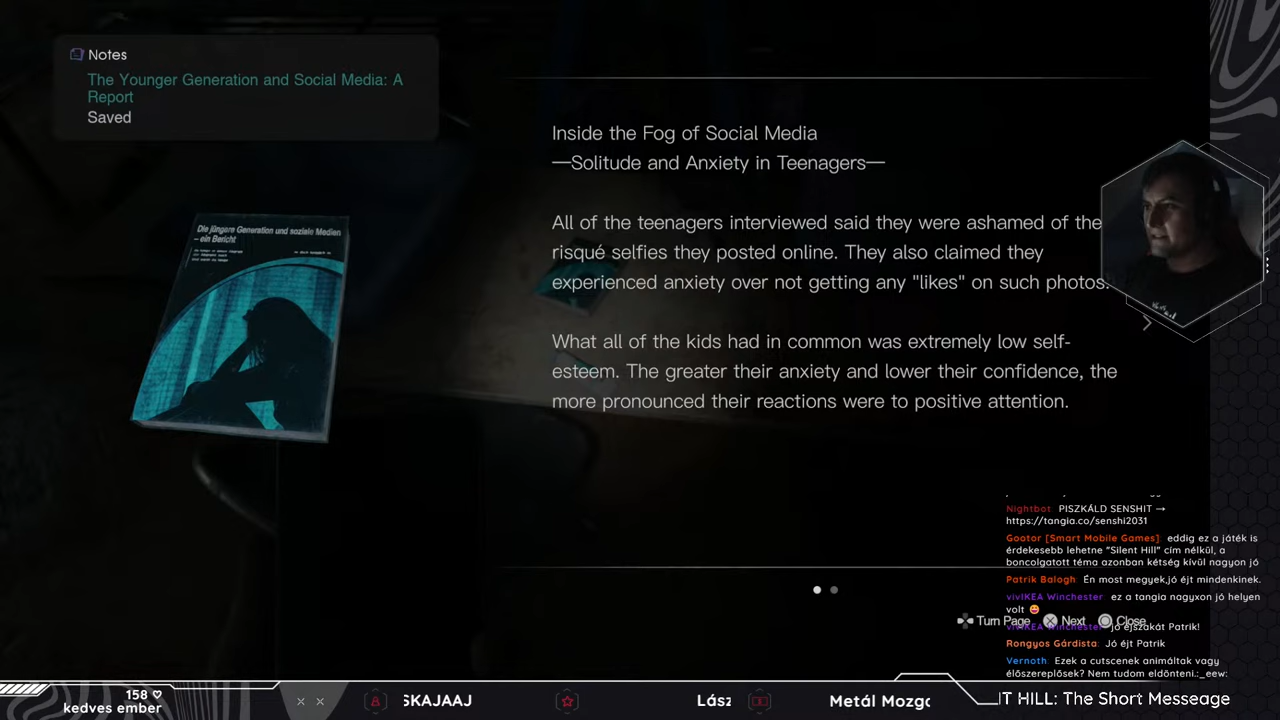 Notes
The Younger Generation and Social Media: A
Report
Saved
Die jüngere Generation und soziale Medien
– ein Bericht
Inside the Fog of Social Media
—Solitude and Anxiety in Teenagers—
All of the teenagers interviewed said they were ashamed of the
risqué selfies they posted online. They also claimed they
experienced anxiety over not getting any "likes" on such photos.
What all of the kids had in common was extremely low self-
esteem. The greater their anxiety and lower their confidence, the
more pronounced their reactions were to positive attention.
Turn Page
Next
Close
Nightbot: PISZKÁLD SENSHIT →
https://tangia.co/senshi2031
Gootor [Smart Mobile Games]: eddig ez a játék is
érdekesebb lehetne "Silent Hill" cím nélkül, a
boncolgatott téma azonban kétség kívül nagyon jó
Patrik Balogh: Én most megyek,jó éjt mindenkinek.
vivIKEA Winchester: ez a tangia nagyxon jó helyen
volt
vivIKEA Winchester: jó éjszakát Patrik!
Rongyos Gárdista: Jó éjt Patrik
Vernoth: Ezek a cutscenek animáltak vagy
élőszereplősek? Nem tudom eldönteni.:_eew:
158
kedves ember
SKAJAAJ
Lász
Metál Mozgo
IT HILL: The Short Messeage